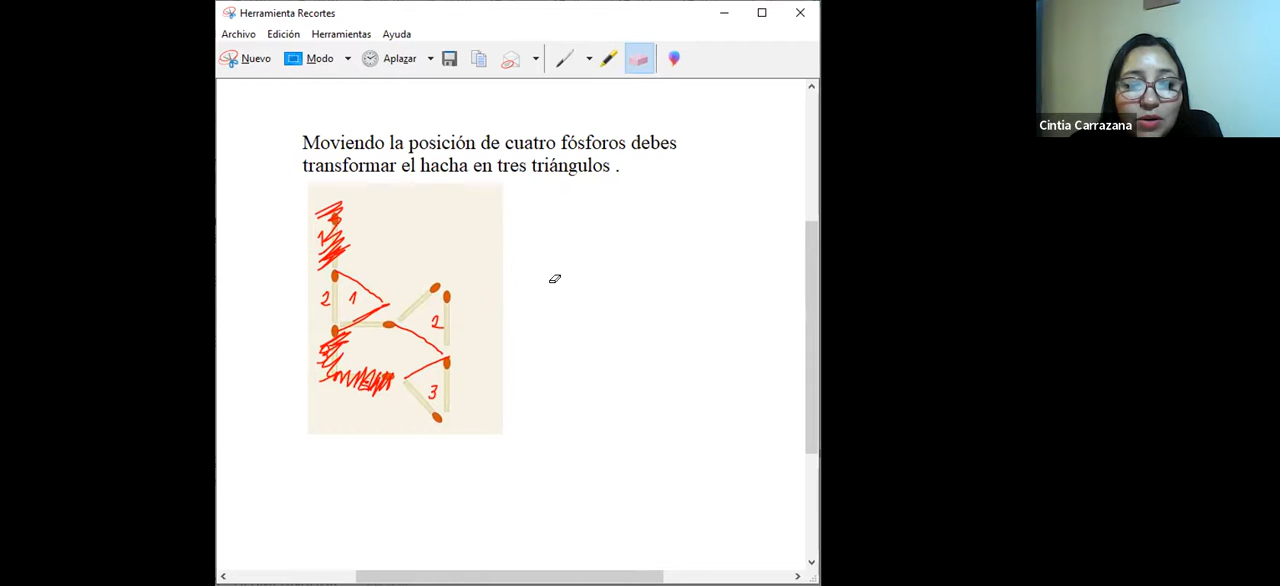 Herramienta Recortes
Archivo Edición Herramientas Ayuda
Nuevo Modo Aplazar
Cintia Carrazana
Moviendo la posición de cuatro fósforos debes
transformar el hacha en tres triángulos .
2 1
2
3